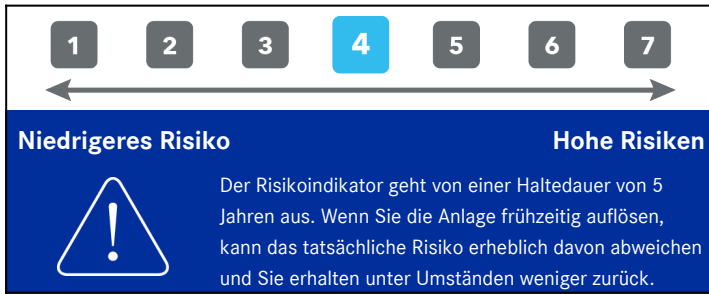 1 2 3 4 5 6 7
Niedrigeres Risiko Hohe Risiken
Der Risikoindikator geht von einer Haltedauer von 5
Jahren aus. Wenn Sie die Anlage frühzeitig auflösen,
kann das tatsächliche Risiko erheblich davon abweichen
und Sie erhalten unter Umständen weniger zurück.